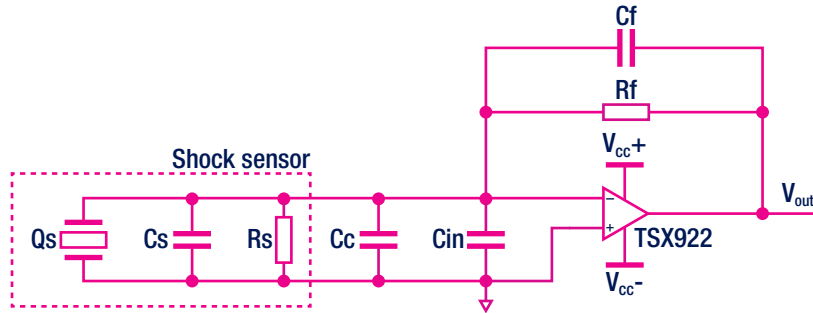 Cf
Rf
Vcc+
Shock sensor
Vout
−
Qs
Cs
Rs
Cc
Cin
+
TSX922
Vcc-